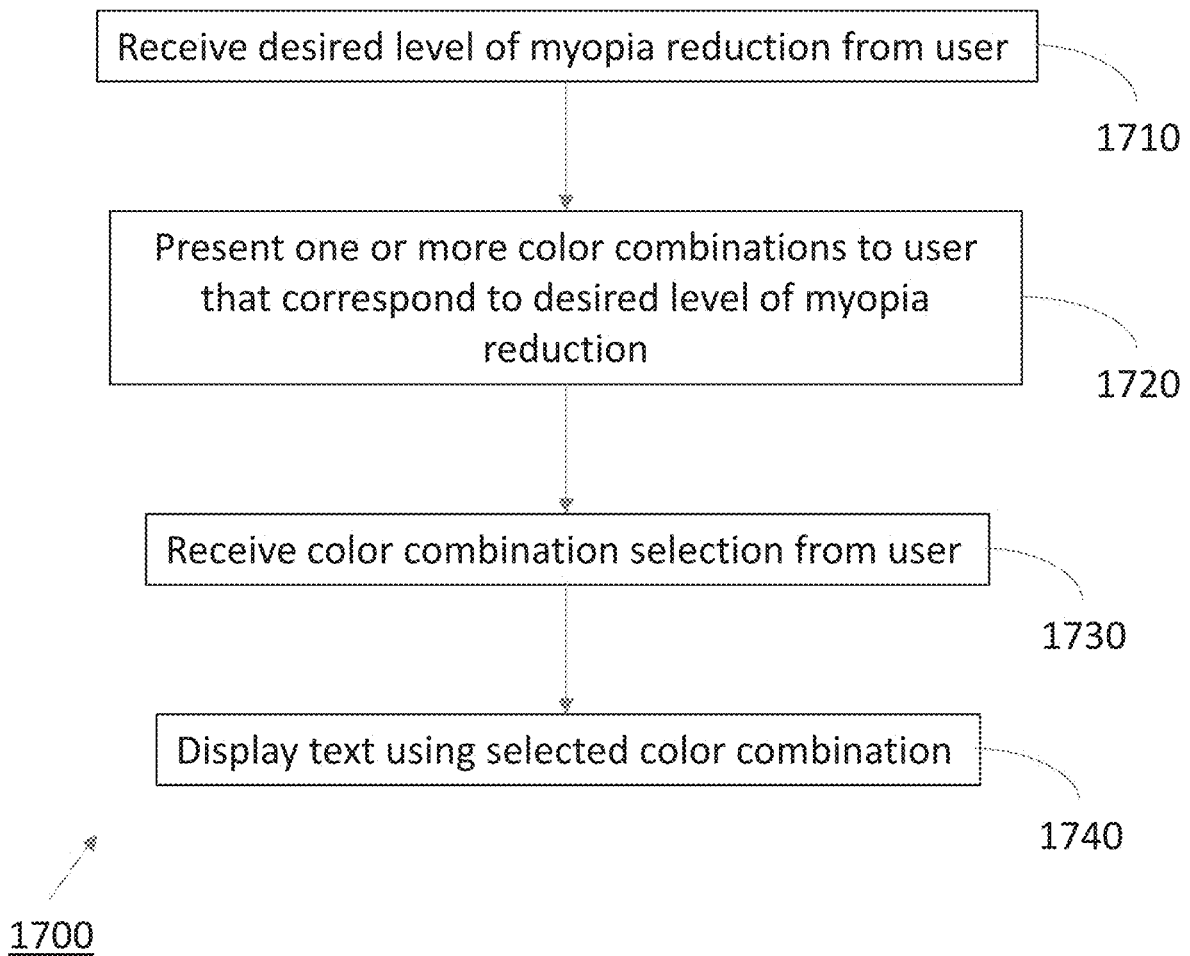 Receive desired level of myopia reduction from user
1710
Present one or more color combinations to user
that correspond to desired level of myopia
reduction
1720
Receive color combination selection from user
1730
Display text using selected color combination
1740
1700